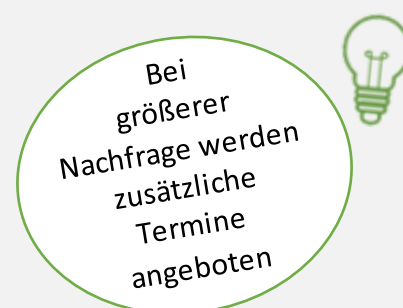 Bei
größerer
Nachfrage werden
zusätzliche
Termine
angeboten